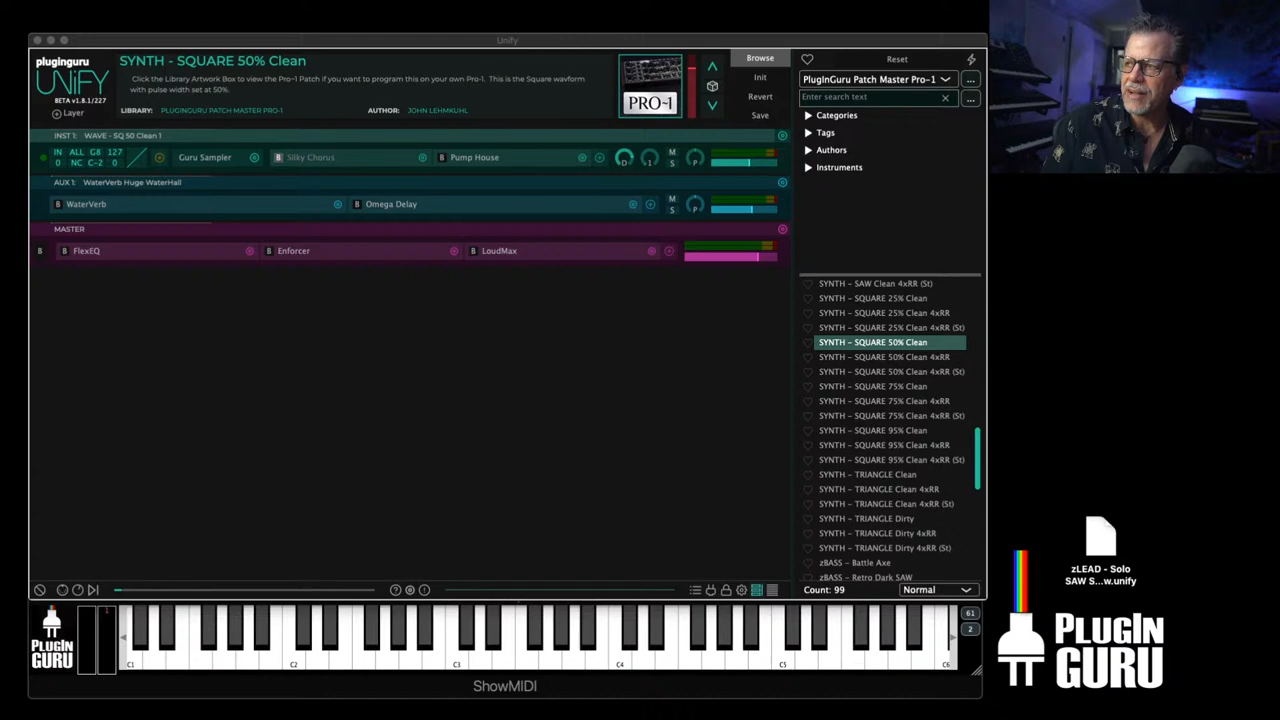 Unify
pluginguru
UNiFY
BETA v1.8.1/227
Layer
SYNTH - SQUARE 50% Clean
Click the Library Artwork Box to view the Pro-1 Patch if you want to program this on your own Pro-1. This is the Square wavform
with pulse width set at 50%.
LIBRARY: PLUGINGURU PATCH MASTER PRO-1 AUTHOR: JOHN LEHMKUHL
PRO~1
Browse
Init
Revert
Save
Reset
PlugInGuru Patch Master Pro-1
...
Enter search text
...
Categories
Tags
Authors
Instruments
INST 1: WAVE - SQ 50 Clean 1
IN ALL G8 127
0 NC C-2 0
Guru Sampler
B Silky Chorus
Pump House
D
1
M
S
P
AUX 1: WaterVerb Huge WaterHall
B WaterVerb
B Omega Delay
M
S
P
MASTER
B
B FlexEQ
B Enforcer
B LoudMax
SYNTH - SAW Clean 4xRR (St)
SYNTH - SQUARE 25% Clean
SYNTH - SQUARE 25% Clean 4xRR
SYNTH - SQUARE 25% Clean 4xRR (St)
SYNTH - SQUARE 50% Clean
SYNTH - SQUARE 50% Clean 4xRR
SYNTH - SQUARE 50% Clean 4xRR (St)
SYNTH - SQUARE 75% Clean
SYNTH - SQUARE 75% Clean 4xRR
SYNTH - SQUARE 75% Clean 4xRR (St)
SYNTH - SQUARE 95% Clean
SYNTH - SQUARE 95% Clean 4xRR
SYNTH - SQUARE 95% Clean 4xRR (St)
SYNTH - TRIANGLE Clean
SYNTH - TRIANGLE Clean 4xRR
SYNTH - TRIANGLE Clean 4xRR (St)
SYNTH - TRIANGLE Dirty
SYNTH - TRIANGLE Dirty 4xRR
SYNTH - TRIANGLE Dirty 4xRR (St)
zBASS - Battle Axe
zBASS - Retro Dark SAW
Count: 99
Normal
1
PLUGIN
GURU
C1
C2
C3
C4
C5
C6
61
2
ShowMIDI
zLEAD - Solo
SAW S...w.unify
PLUGIN
GURU